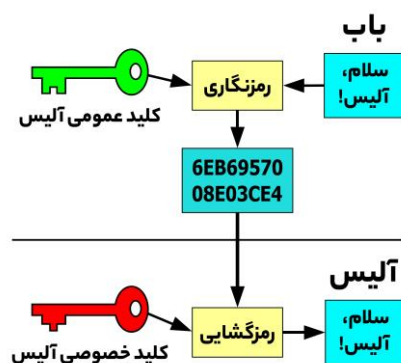 باب
سلام،
آلیس!
رمزنگاری
کلید عمومی آلیس
6EB69570
08E03CE4
آلیس
سلام،
آلیس!
رمزگشایی
کلید خصوصی آلیس